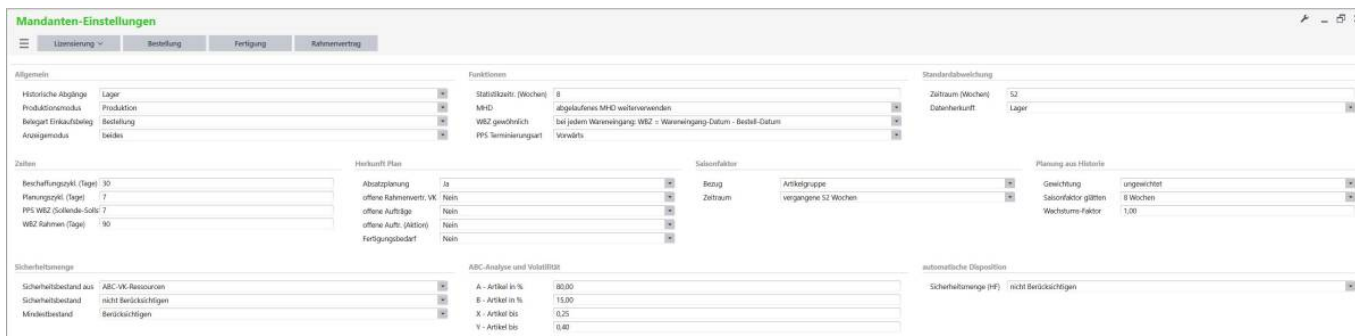 Mandanten-Einstellungen
Lizensierung Bestellung Fertigung Rahmenvertrag
Allgemein
Historische Abgänge Lager
Produktionsmodus Produktion
Belegart Einkaufsbeleg Bestellung
Anzeigemodus beides
Funktionen
Statistikzeitr. (Wochen) 8
MHD abgelaufenes MHD weiterverwenden
WBZ gewöhnlich bei jedem Wareneingang: WBZ = Wareneingang-Datum - Bestell-Datum
PPS Terminierungsart Vorwärts
Standardabweichung
Zeitraum (Wochen) 52
Datenherkunft Lager
Zeiten
Beschaffungszykl. (Tage) 30
Planungszykl. (Tage) 7
PPS WBZ (Sollende-Solls 7
WBZ Rahmen (Tage) 90
Herkunft Plan
Absatzplanung Ja
offene Rahmenvertr. VK Nein
offene Aufträge Nein
offene Auftr. (Aktion) Nein
Fertigungsbedarf Nein
Saisonfaktor
Bezug Artikelgruppe
Zeitraum vergangene 52 Wochen
Planung aus Historie
Gewichtung ungewichtet
Saisonfaktor glätten 8 Wochen
Wachstums-Faktor 1,00
Sicherheitsmenge
Sicherheitsbestand aus ABC-VK-Ressourcen
Sicherheitsbestand nicht Berücksichtigen
Mindestbestand Berücksichtigen
ABC-Analyse und Volatilität
A - Artikel in % 80,00
B - Artikel in % 15,00
X - Artikel bis 0,25
Y - Artikel bis 0,40
automatische Disposition
Sicherheitsmenge (HF) nicht Berücksichtigen